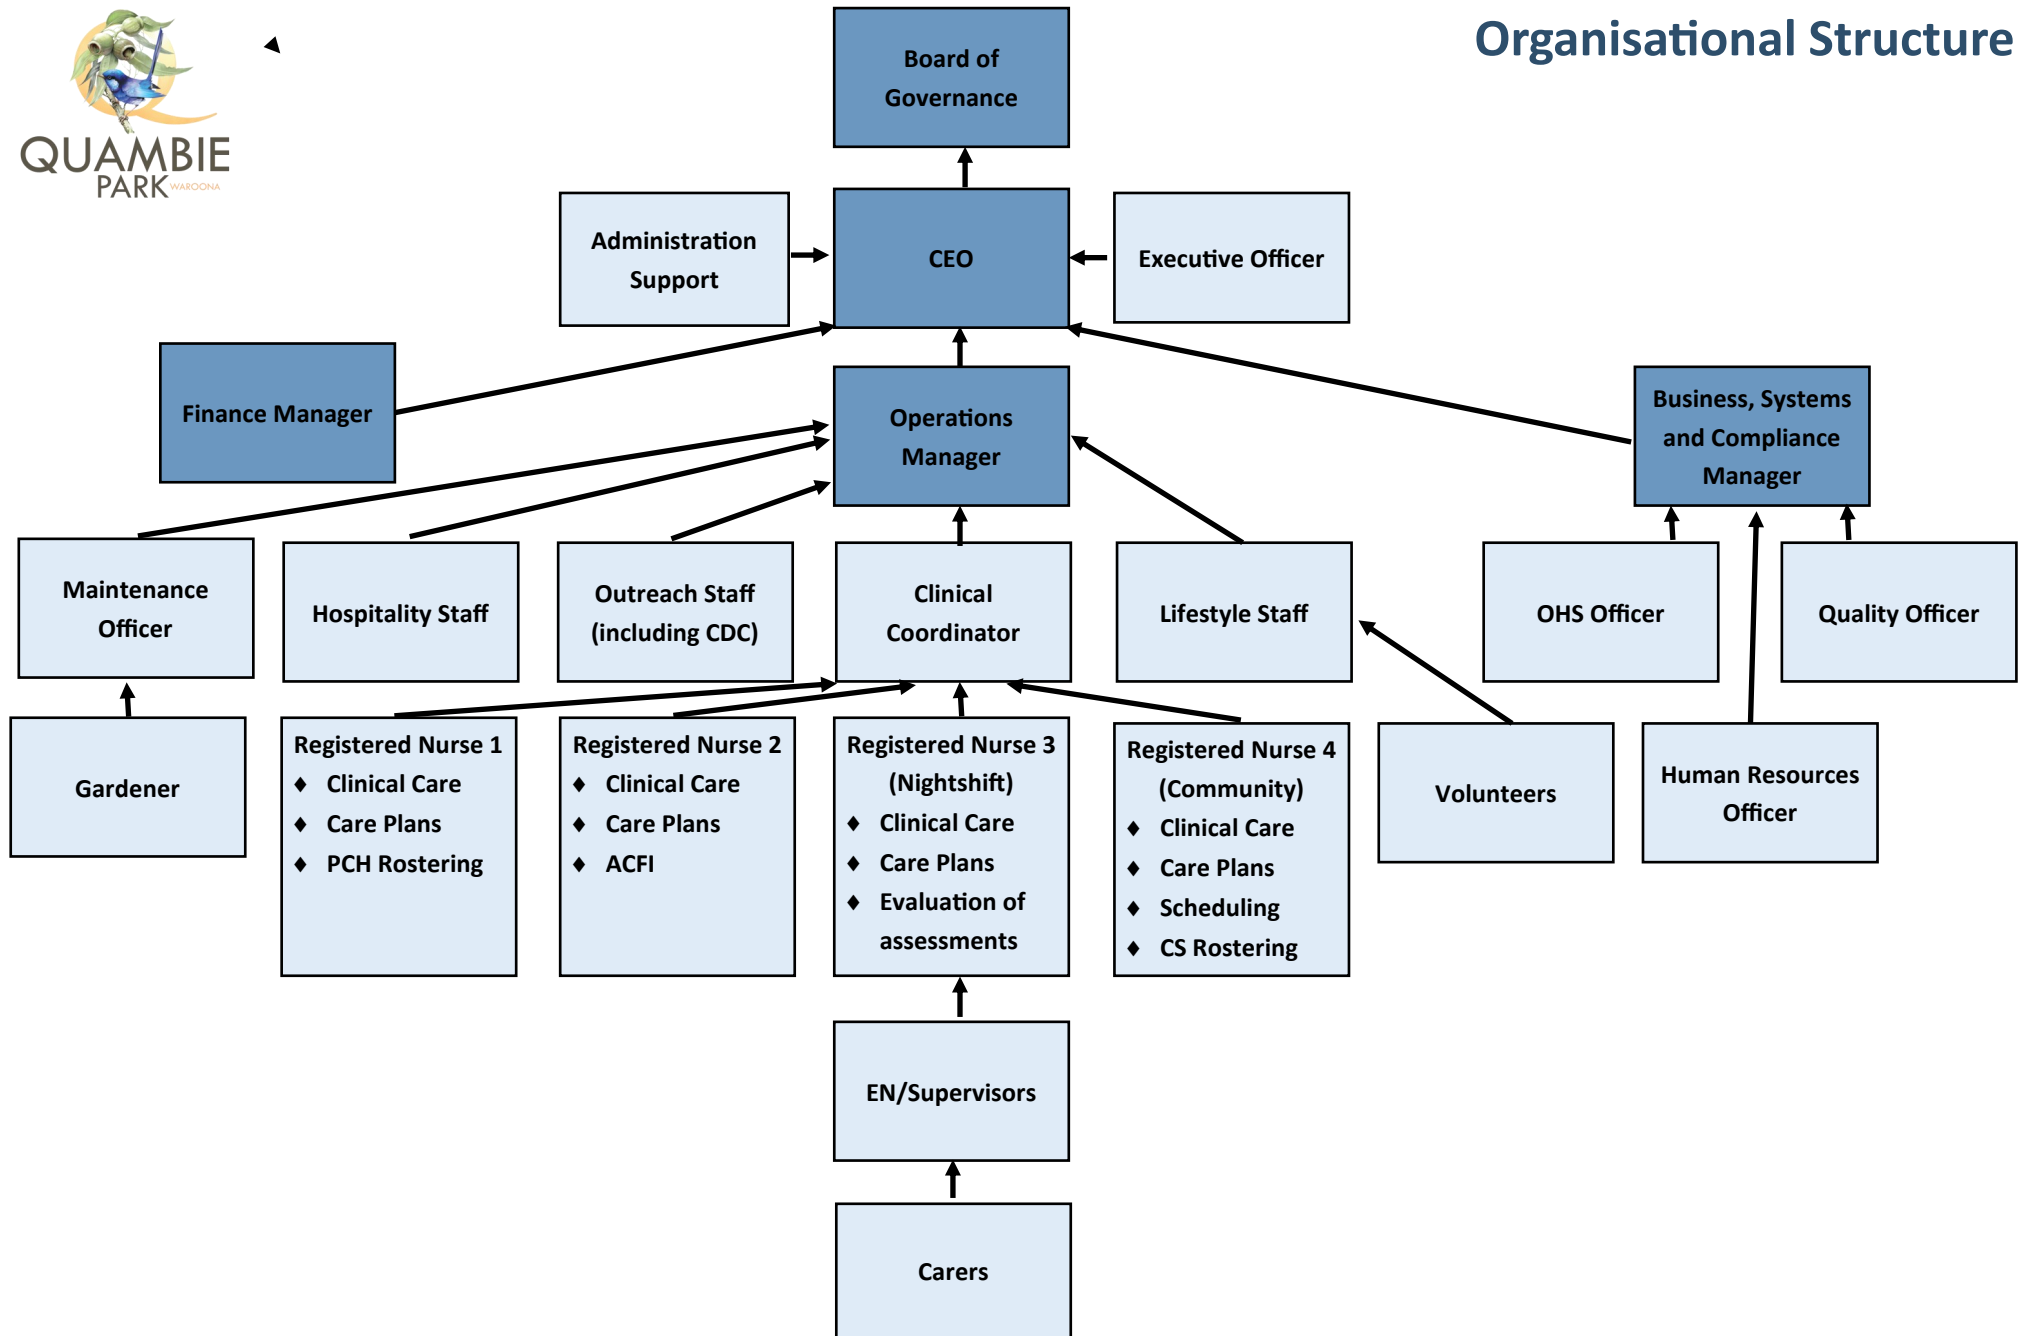 QUAMBIE
PARK WAROONA
Organisational Structure
Board of
Governance
Administration
Support
CEO
Executive Officer
Finance Manager
Operations
Manager
Business, Systems
and Compliance
Manager
Maintenance
Officer
Hospitality Staff
Outreach Staff
(including CDC)
Clinical
Coordinator
Lifestyle Staff
OHS Officer
Quality Officer
Gardener
Registered Nurse 1
♦ Clinical Care
♦ Care Plans
♦ PCH Rostering
Registered Nurse 2
♦ Clinical Care
♦ Care Plans
♦ ACFI
Registered Nurse 3
(Nightshift)
♦ Clinical Care
♦ Care Plans
♦ Evaluation of
assessments
Registered Nurse 4
(Community)
♦ Clinical Care
♦ Care Plans
♦ Scheduling
♦ CS Rostering
Volunteers
Human Resources
Officer
EN/Supervisors
Carers